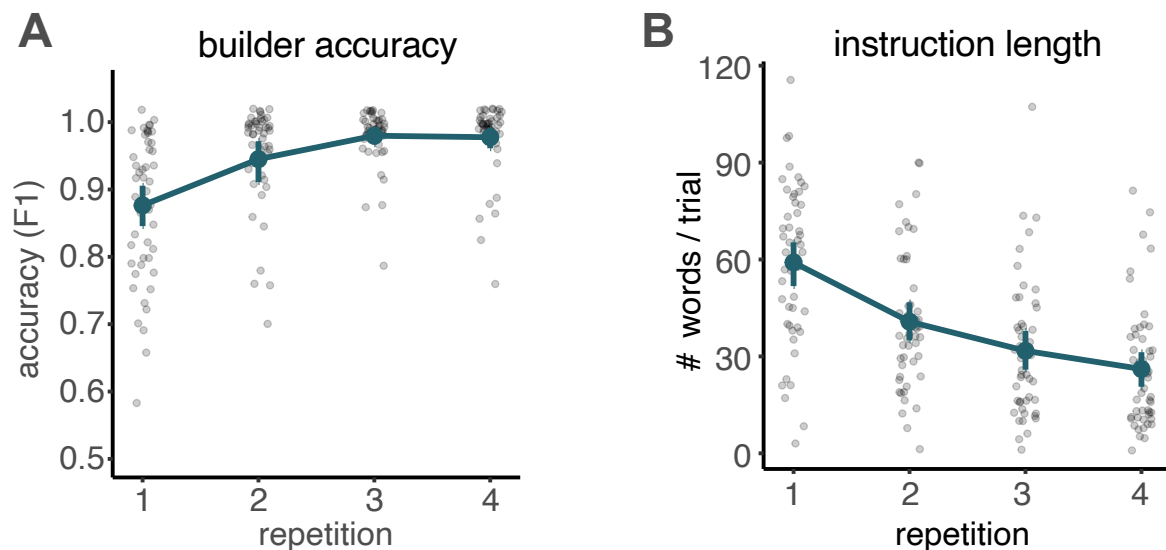 A
builder accuracy
accuracy (F1)
1.0
0.9
0.8
0.7
0.6
0.5
1 2 3 4
repetition
B
instruction length
# words / trial
120
90
60
30
0
1 2 3 4
repetition